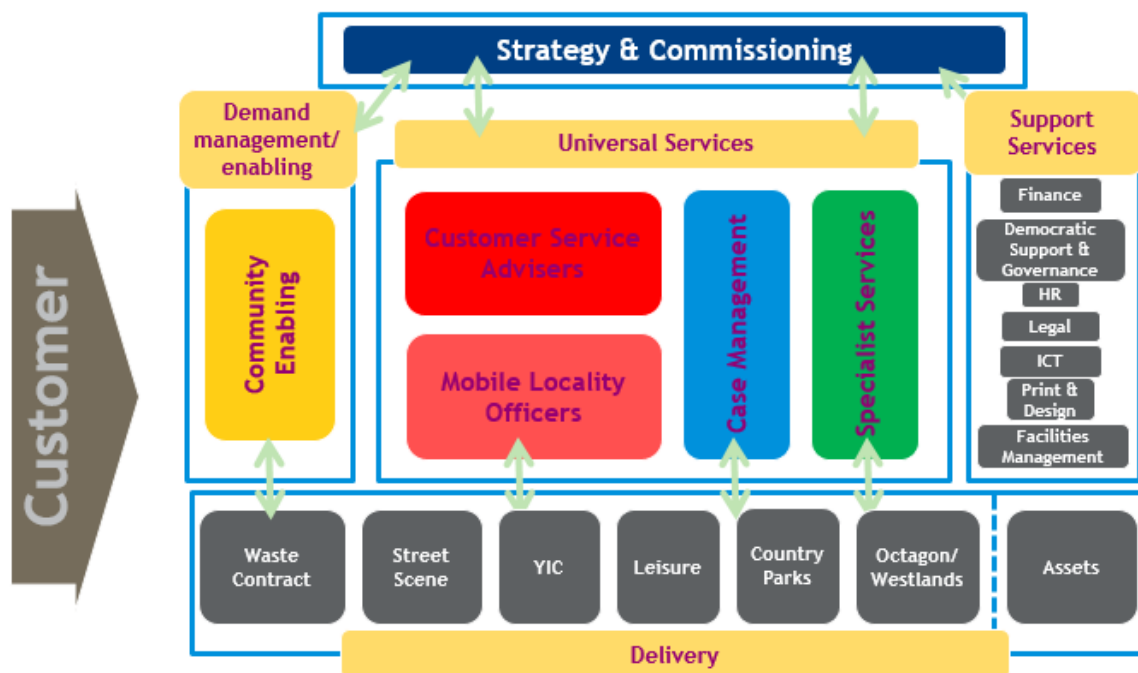 Strategy & Commissioning
Demand
management/
enabling
Universal Services
Support
Services
Customer
Community
Enabling
Customer Service
Advisers
Mobile Locality
Officers
Case Management
Specialist Services
Finance
Democratic
Support &
Governance
HR
Legal
ICT
Print &
Design
Facilities
Management
Waste
Contract
Street
Scene
YIC
Leisure
Country
Parks
Octagon/
Westlands
Assets
Delivery